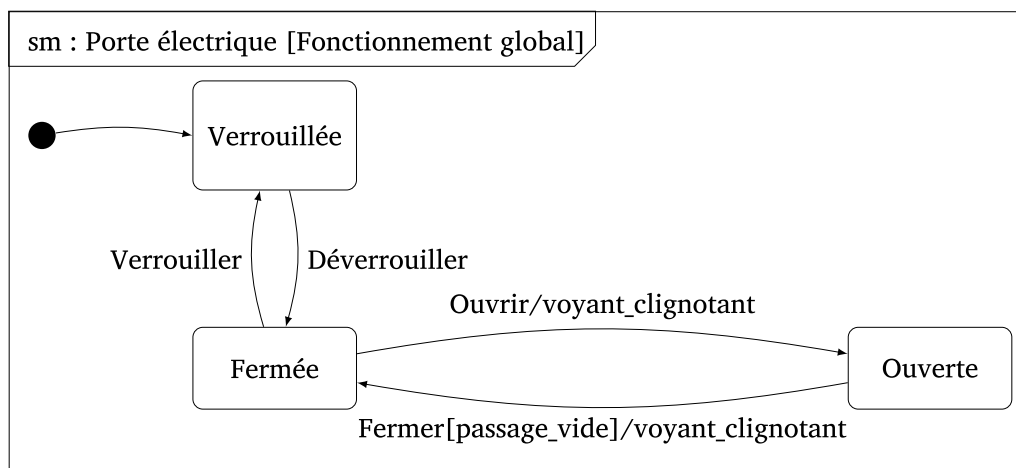 sm : Porte électrique [Fonctionnement global]
Verrouillée
Verrouiller
Déverrouiller
Ouvrir/voyant_clignotant
Fermée
Ouverte
Fermer[passage_vide]/voyant_clignotant